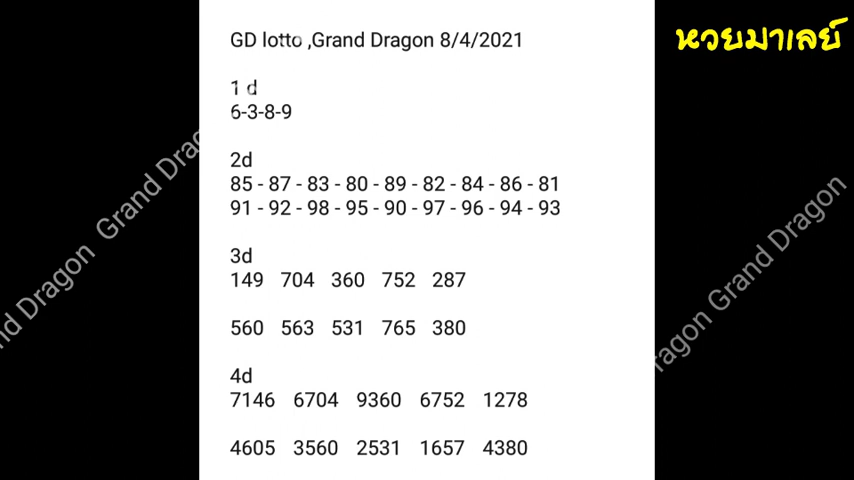 GD lotto ,Grand Dragon 8/4/2021
หวยมาเลย์
1 d
6-3-8-9
2d
85 - 87 - 83 - 80 - 89 - 82 - 84 - 86 - 81
91 - 92 - 98 - 95 - 90 - 97 - 96 - 94 - 93
3d
149 704 360 752 287
560 563 531 765 380
4d
7146 6704 9360 6752 1278
4605 3560 2531 1657 4380
Dragon Grand
Grand Dragon